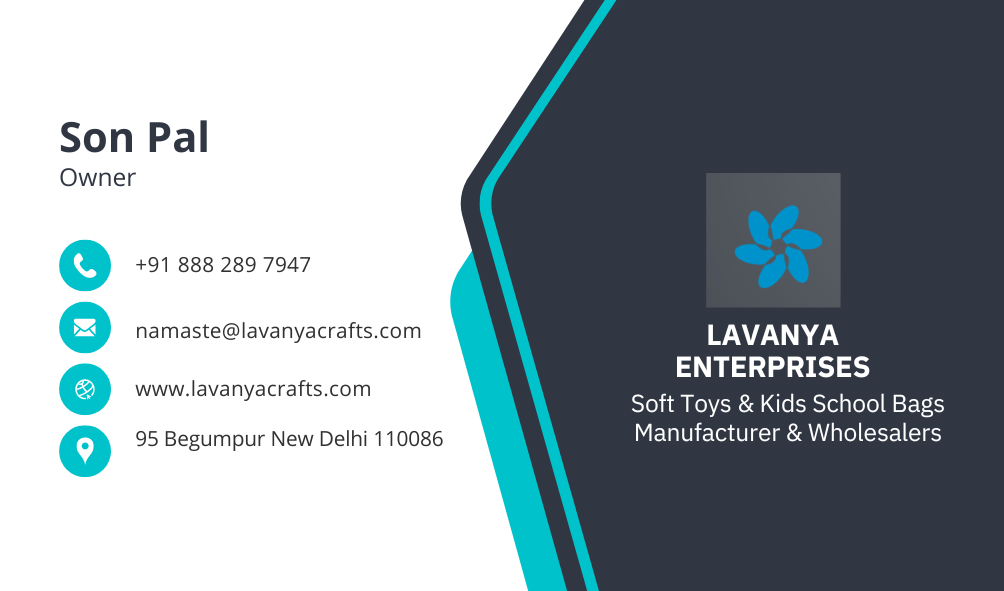 Son Pal
Owner
+91 888 289 7947
namaste@lavanyacrafts.com
www.lavanyacrafts.com
95 Begumpur New Delhi 110086
LAVANYA
ENTERPRISES
Soft Toys & Kids School Bags
Manufacturer & Wholesalers